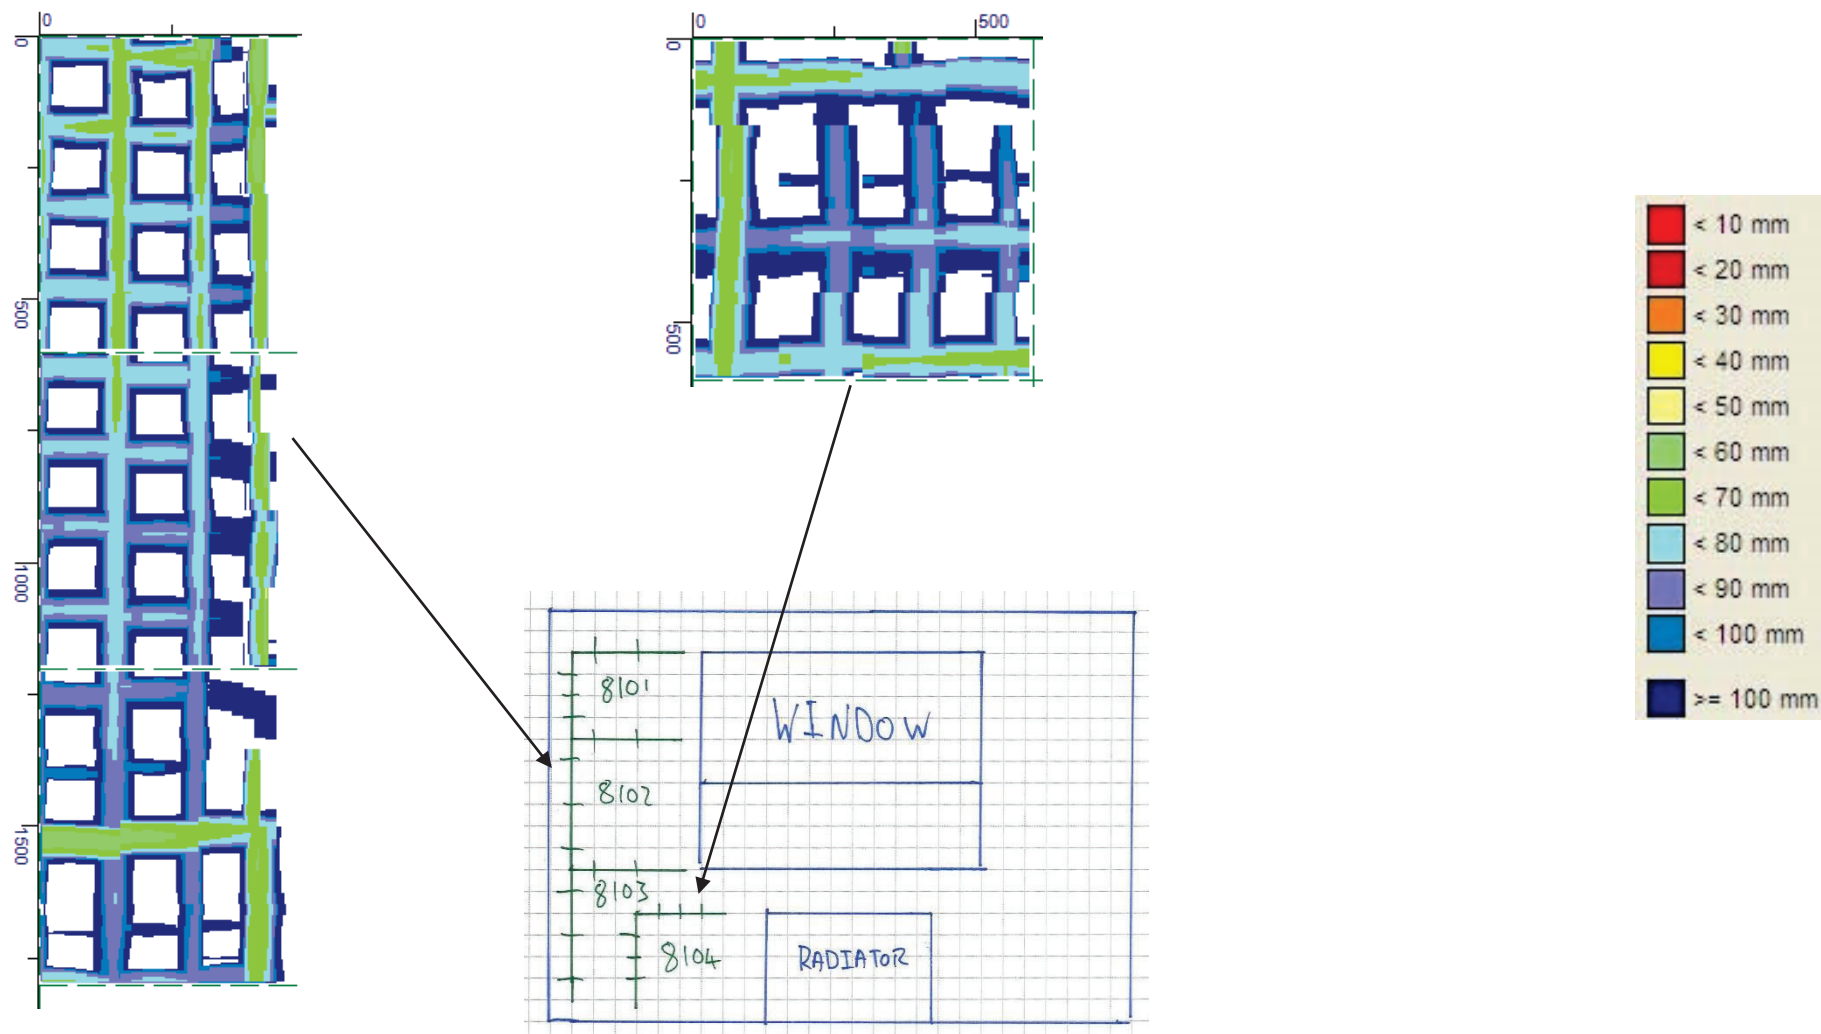 0
0
500
1000
1500
0 500
0
500
8101
WINDOW
8102
8103
8104
RADIATOR
< 10 mm
< 20 mm
< 30 mm
< 40 mm
< 50 mm
< 60 mm
< 70 mm
< 80 mm
< 90 mm
< 100 mm
>= 100 mm